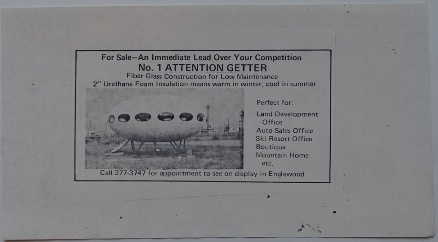 For Sale—An Immediate Lead Over Your Competition
No. 1 ATTENTION GETTER
Fiber Glass Construction for Low Maintenance
2" Urethane Foam Insulation means warm in winter, cool in summer
Perfect for:
Land Development
Office
Auto Sales Office
Ski Resort Office
Boutique
Mountain Home
etc.
Call 377-3747 for appointment to see on display in Englewood